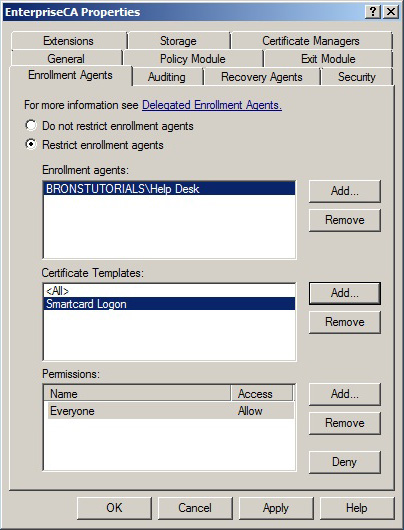 EnterpriseCA Properties
Extensions Storage Certificate Managers
General Policy Module Exit Module
Enrollment Agents Auditing Recovery Agents Security
For more information see Delegated Enrollment Agents.
Do not restrict enrollment agents
Restrict enrollment agents
Enrollment agents:
BRONSTUTORIALS\Help Desk
Add...
Remove
Certificate Templates:
<All>
Smartcard Logon
Add...
Remove
Permissions:
Name Access
Everyone Allow
Add...
Remove
Deny
OK Cancel Apply Help